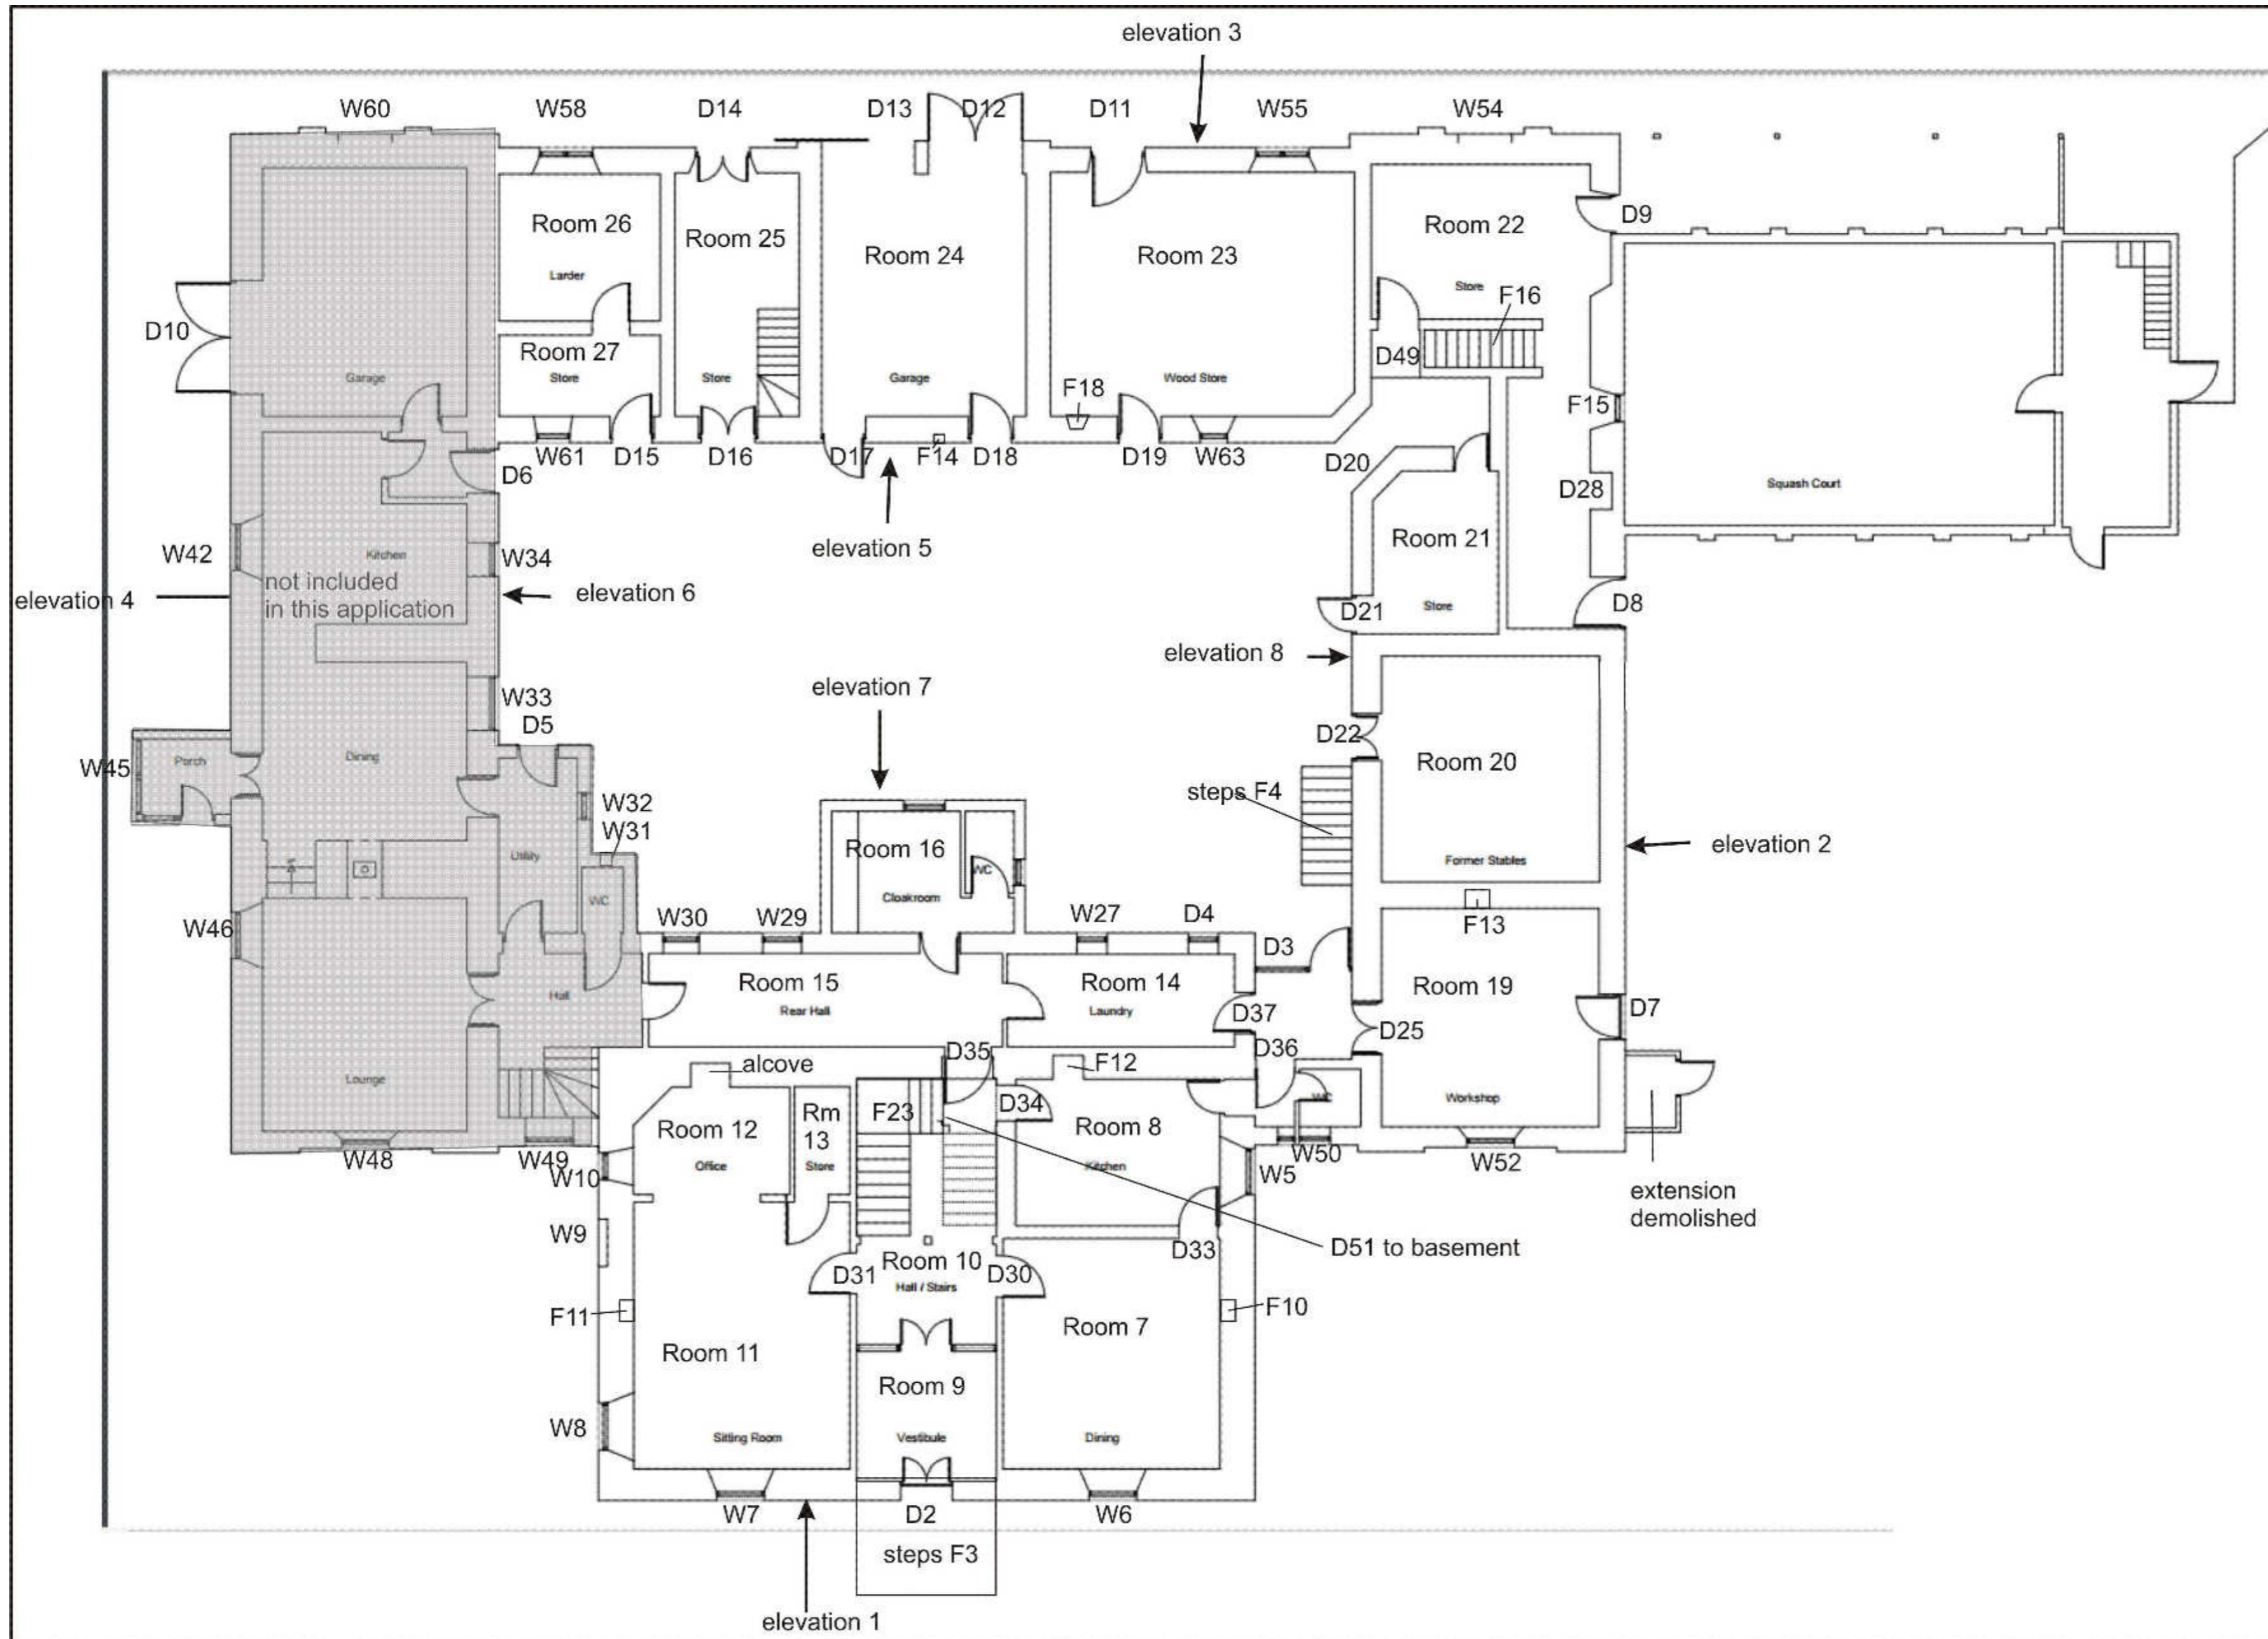 elevation 3
W60
W58
D14
D13
D12
D11
W55
W54
Room 26
Larder
Room 25
Room 24
Room 23
Room 22
D9
Store
F16
D10
Room 27
Store
Garage
Store
Garage
Wood Store
F18
D49
F15
W61
D15
D16
D17
F14
D18
D19
W63
D20
D6
D28
Squash Court
elevation 5
Room 21
W42
Kitchen
W34
not included
in this application
elevation 4
elevation 6
Store
D21
D8
elevation 8
elevation 7
W33
D5
Porch
Dining
W45
D22
Room 20
steps F4
W32
W31
elevation 2
Room 16
Utility
WC
Former Stables
Cloakroom
WC
W46
W30
W29
W27
D4
F13
D3
Room 15
Room 14
Room 19
Hall
Rear Hall
Laundry
D37
D7
D25
D35
D36
alcove
F12
Lounge
F23
D34
Rm
13
WC
Workshop
Room 12
Room 8
Office
Store
Kitchen
W48
W49
W10
W5
W50
W52
extension
demolished
W9
D33
D51 to basement
Room 10
D31
D30
Hall / Stairs
F11
F10
Room 11
Room 7
Room 9
W8
Sitting Room
Vestibule
Dining
W7
D2
W6
steps F3
elevation 1